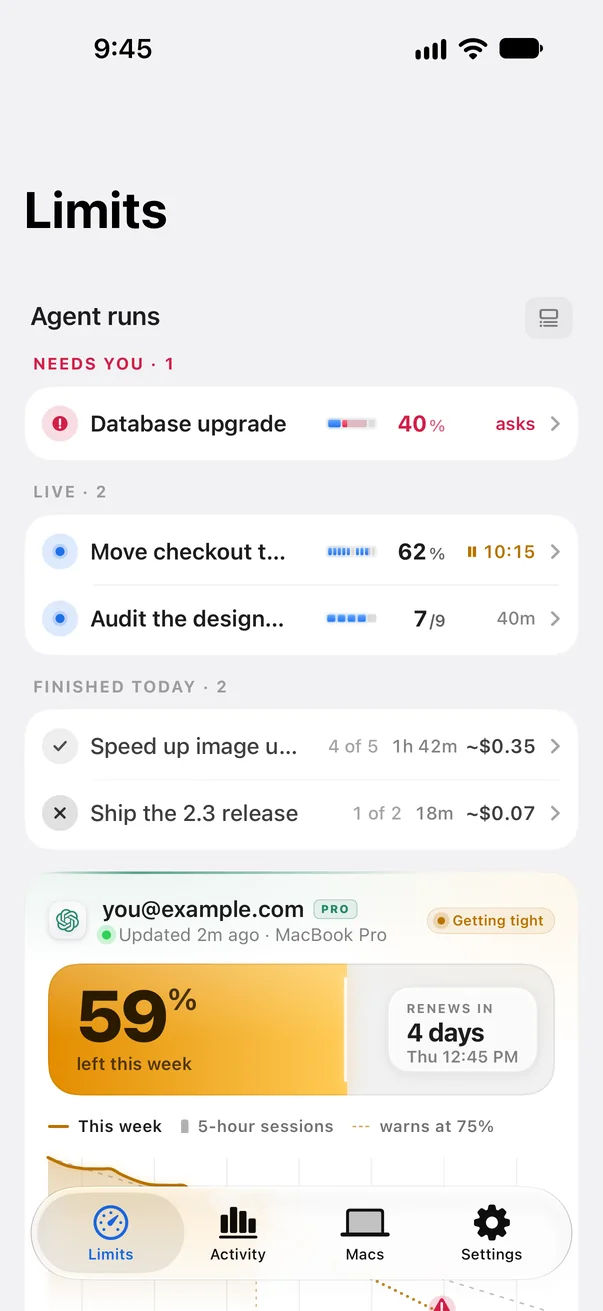 9:45
Limits
Agent runs
NEEDS YOU · 1
Database upgrade 40% asks
LIVE · 2
Move checkout t... 62% 10:15
Audit the design... 7/9 40m
FINISHED TODAY · 2
Speed up image u... 4 of 5 1h 42m ~$0.35
Ship the 2.3 release 1 of 2 18m ~$0.07
you@example.com PRO
Updated 2m ago · MacBook Pro
Getting tight
59%
left this week
RENEWS IN
4 days
Thu 12:45 PM
This week 5-hour sessions warns at 75%
Limits Activity Macs Settings